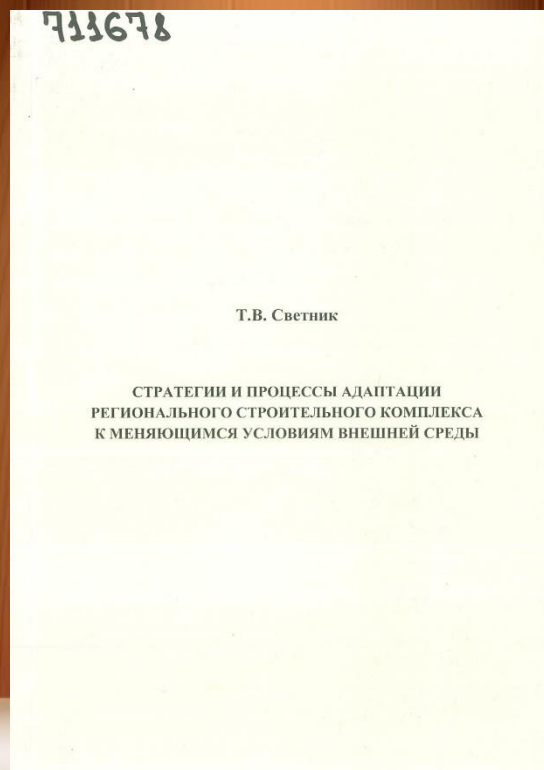 711678
Т.В. Светник
СТРАТЕГИИ И ПРОЦЕССЫ АДАПТАЦИИ
РЕГИОНАЛЬНОГО СТРОИТЕЛЬНОГО КОМПЛЕКСА
К МЕНЯЮЩИМСЯ УСЛОВИЯМ ВНЕШНЕЙ СРЕДЫ